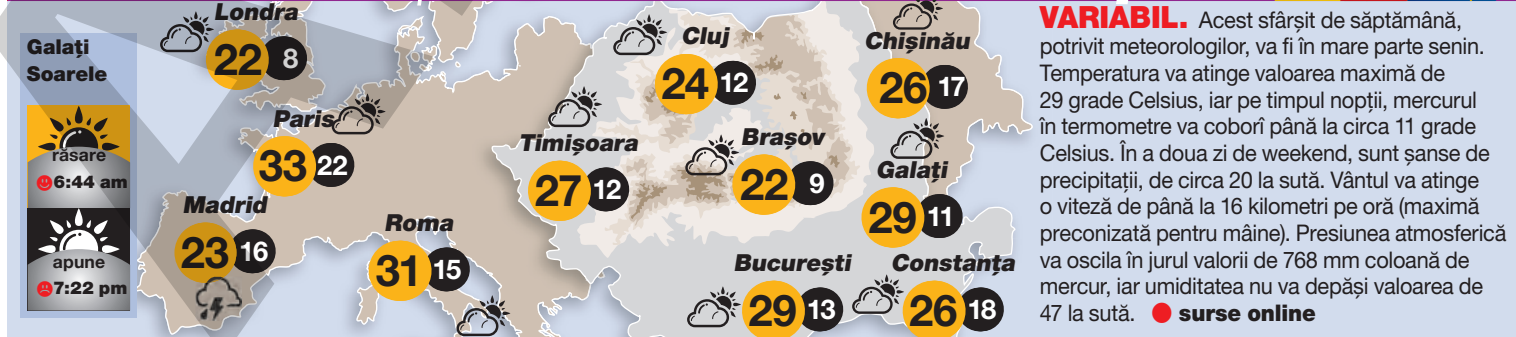 Galați
Soarele
răsare
6:44 am
apune
7:22 pm
Londra
22 8
Paris
33 22
Madrid
23 16
Roma
31 15
Cluj
24 12
Timișoara
27 12
Brașov
22 9
Chișinău
26 17
Galați
29 11
București
29 13
Constanța
26 18
VARIABIL. Acest sfârșit de săptămână,
potrivit meteorologilor, va fi în mare parte senin.
Temperatura va atinge valoarea maximă de
29 grade Celsius, iar pe timpul nopții, mercurul
în termometre va coborî până la circa 11 grade
Celsius. În a doua zi de weekend, sunt șanse de
precipitații, de circa 20 la sută. Vântul va atinge
o viteză de până la 16 kilometri pe oră (maximă
preconizată pentru mâine). Presiunea atmosferică
va oscila în jurul valorii de 768 mm coloană de
mercur, iar umiditatea nu va depăși valoarea de
47 la sută. ● surse online